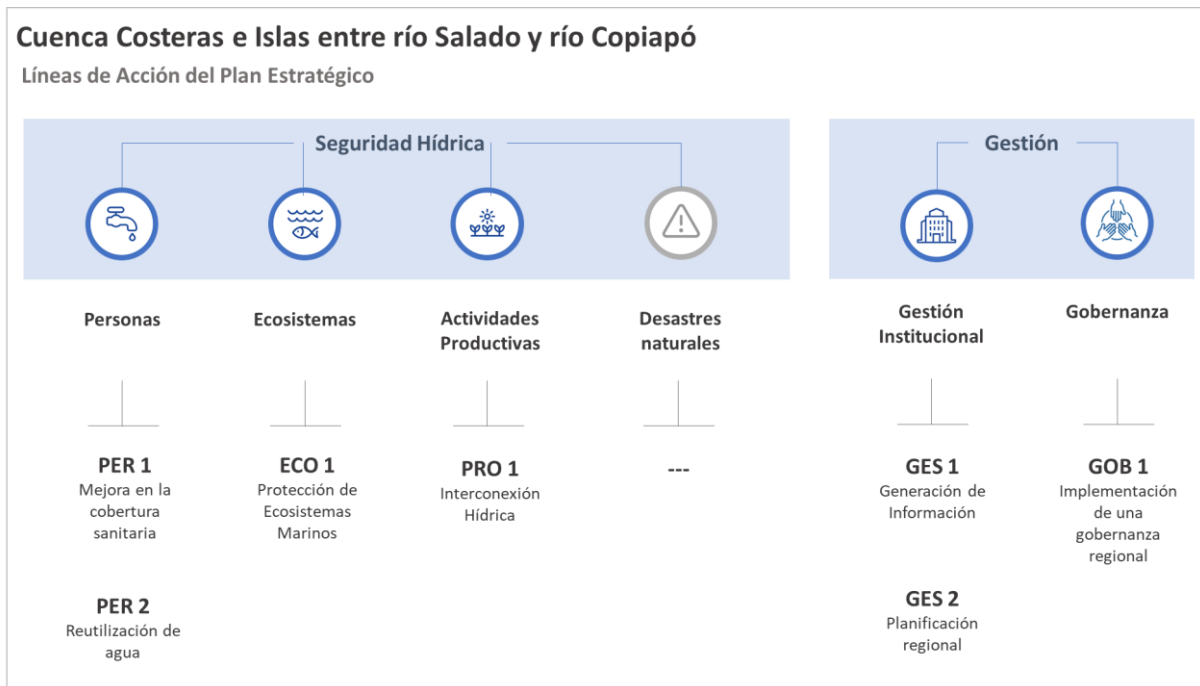 Cuenca Costeras e Islas entre río Salado y río Copiapó
Líneas de Acción del Plan Estratégico
Seguridad Hídrica
Gestión
Personas
Ecosistemas
Actividades
Productivas
Desastres
naturales
Gestión
Institucional
Gobernanza
PER 1
Mejora en la
cobertura
sanitaria
ECO 1
Protección de
Ecosistemas
Marinos
PRO 1
Interconexión
Hídrica
---
GES 1
Generación de
Información
GOB 1
Implementación
de una
gobernanza
regional
PER 2
Reutilización de
agua
GES 2
Planificación
regional